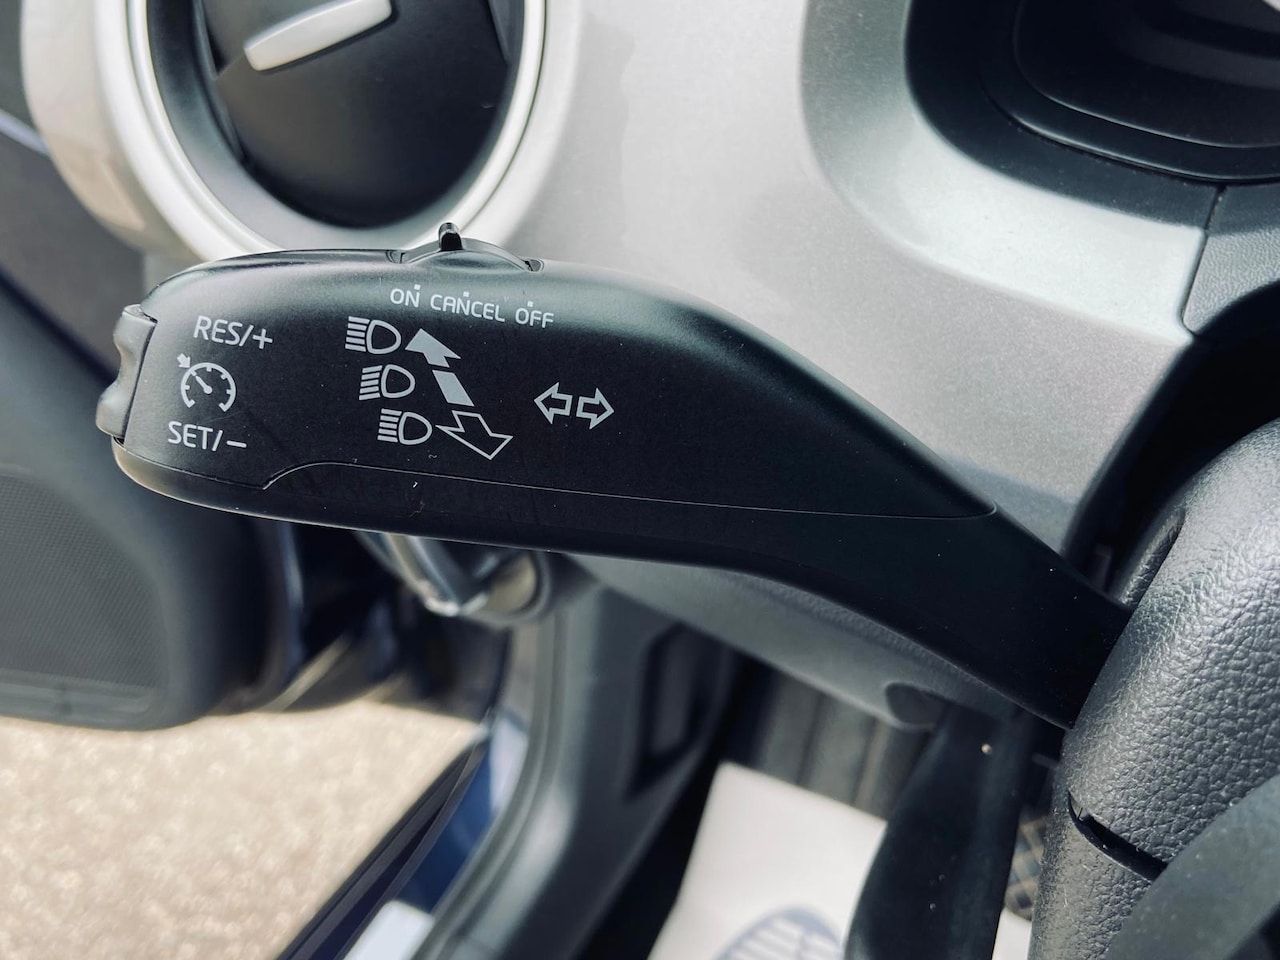 ON CANCEL OFF
RES/+
SET/-